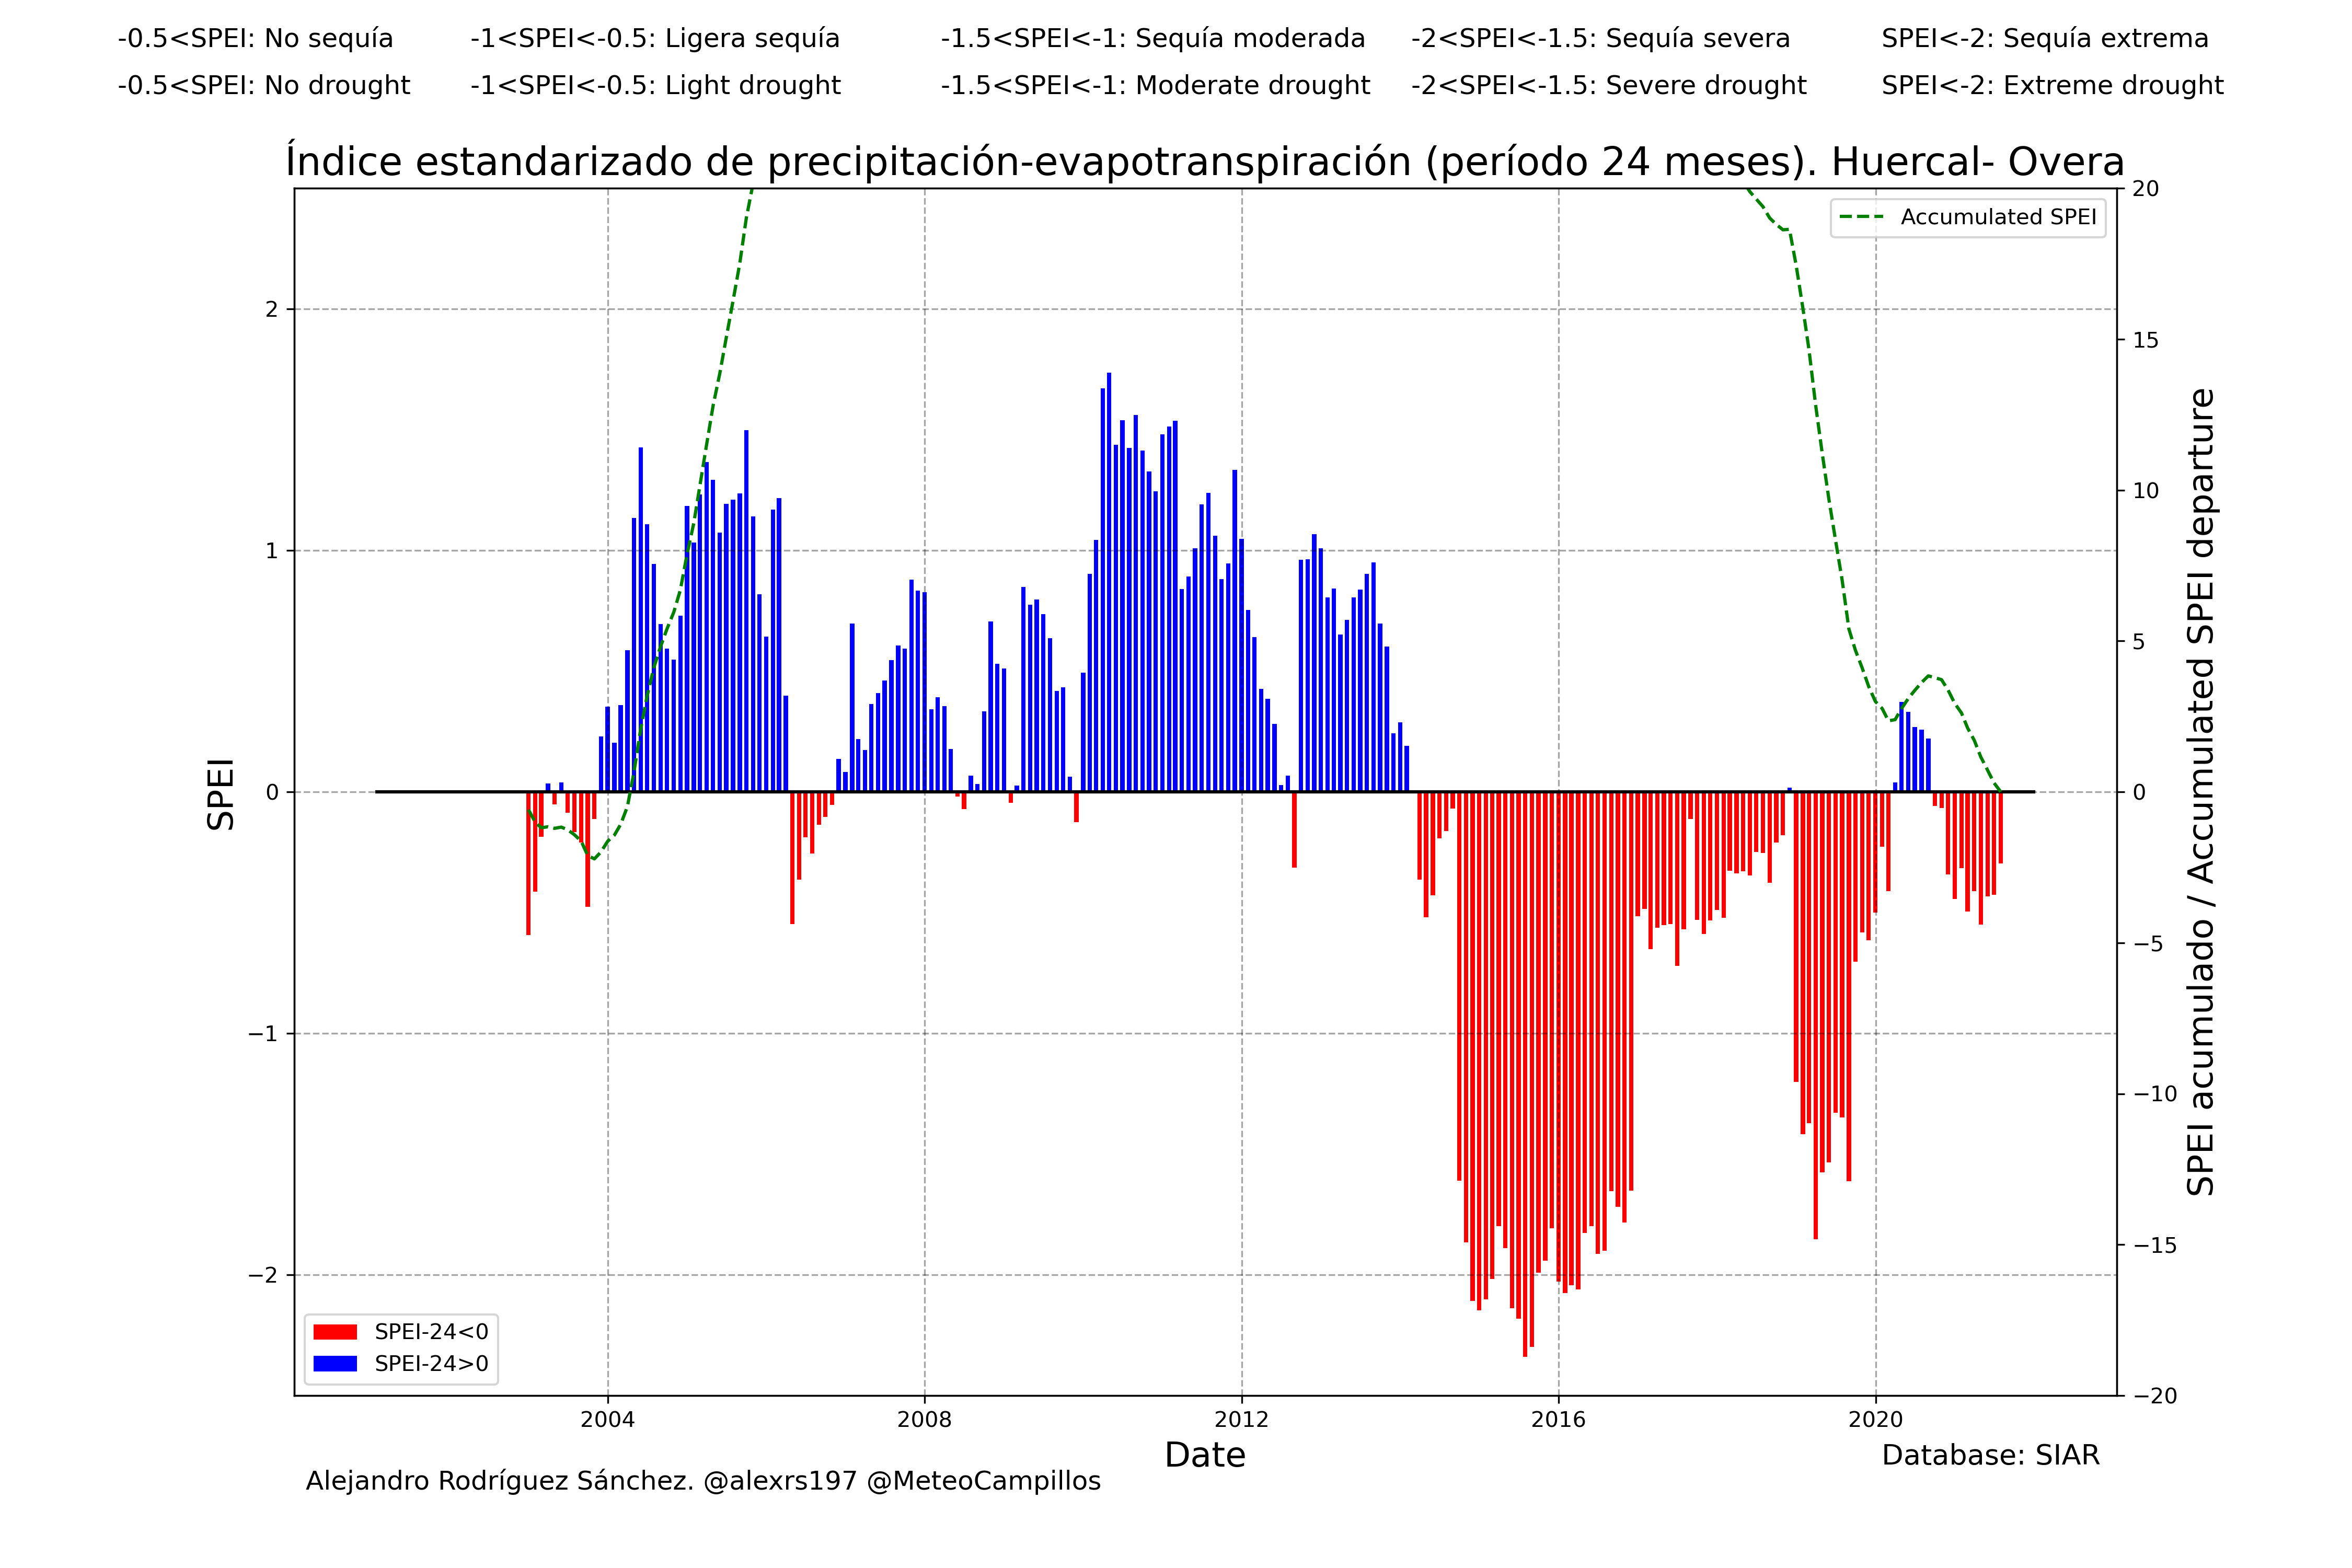 -0.5<SPEI: No sequía
-1<SPEI<-0.5: Ligera sequía
-1.5<SPEI<-1: Sequía moderada
-2<SPEI<-1.5: Sequía severa
SPEI<-2: Sequía extrema
-0.5<SPEI: No drought
-1<SPEI<-0.5: Light drought
-1.5<SPEI<-1: Moderate drought
-2<SPEI<-1.5: Severe drought
SPEI<-2: Extreme drought
Índice estandarizado de precipitación-evapotranspiración (período 24 meses). Huercal- Overa
Accumulated SPEI
SPEI
2
1
0
−1
−2
20
15
10
5
0
−5
−10
−15
−20
SPEI acumulado / Accumulated SPEI departure
SPEI-24<0
SPEI-24>0
2004
2008
2012
2016
2020
Date
Database: SIAR
Alejandro Rodríguez Sánchez. @alexrs197 @MeteoCampillos